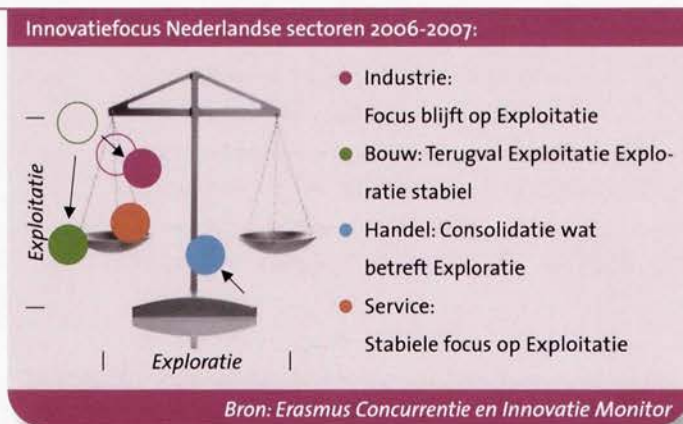 Innovatiefocus Nederlandse sectoren 2006-2007:
Industrie:
Focus blijft op Exploitatie
Bouw: Terugval Exploitatie Explo-
ratie stabiel
Handel: Consolidatie wat
betreft Exploratie
Service:
Stabiele focus op Exploitatie
Exploitatie
Exploratie
Bron: Erasmus Concurrentie en Innovatie Monitor